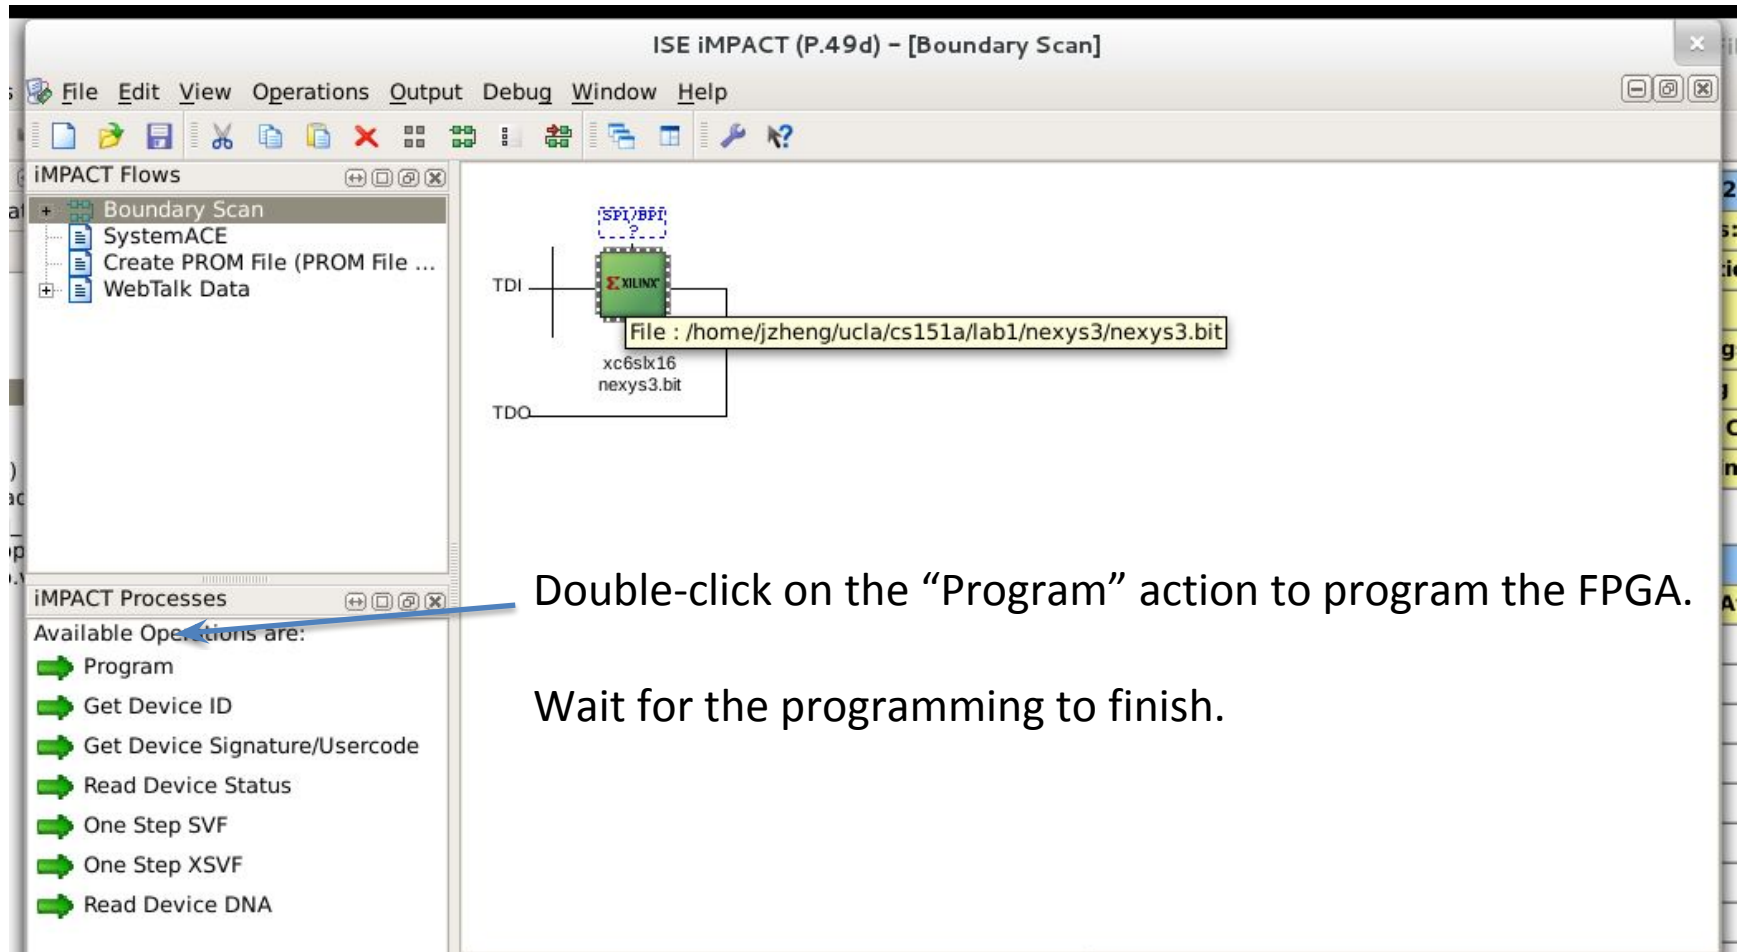 ISE iMPACT (P.49d) – [Boundary Scan]
File Edit View Operations Output Debug Window Help
iMPACT Flows
Boundary Scan
SystemACE
Create PROM File (PROM File ...
WebTalk Data
SPI/BPI
?
TDI
XILINX
File : /home/jzheng/ucla/cs151a/lab1/nexys3/nexys3.bit
xc6slx16
nexys3.bit
TDO
Double-click on the “Program” action to program the FPGA.
Wait for the programming to finish.
iMPACT Processes
Available Operations are:
Program
Get Device ID
Get Device Signature/Usercode
Read Device Status
One Step SVF
One Step XSVF
Read Device DNA